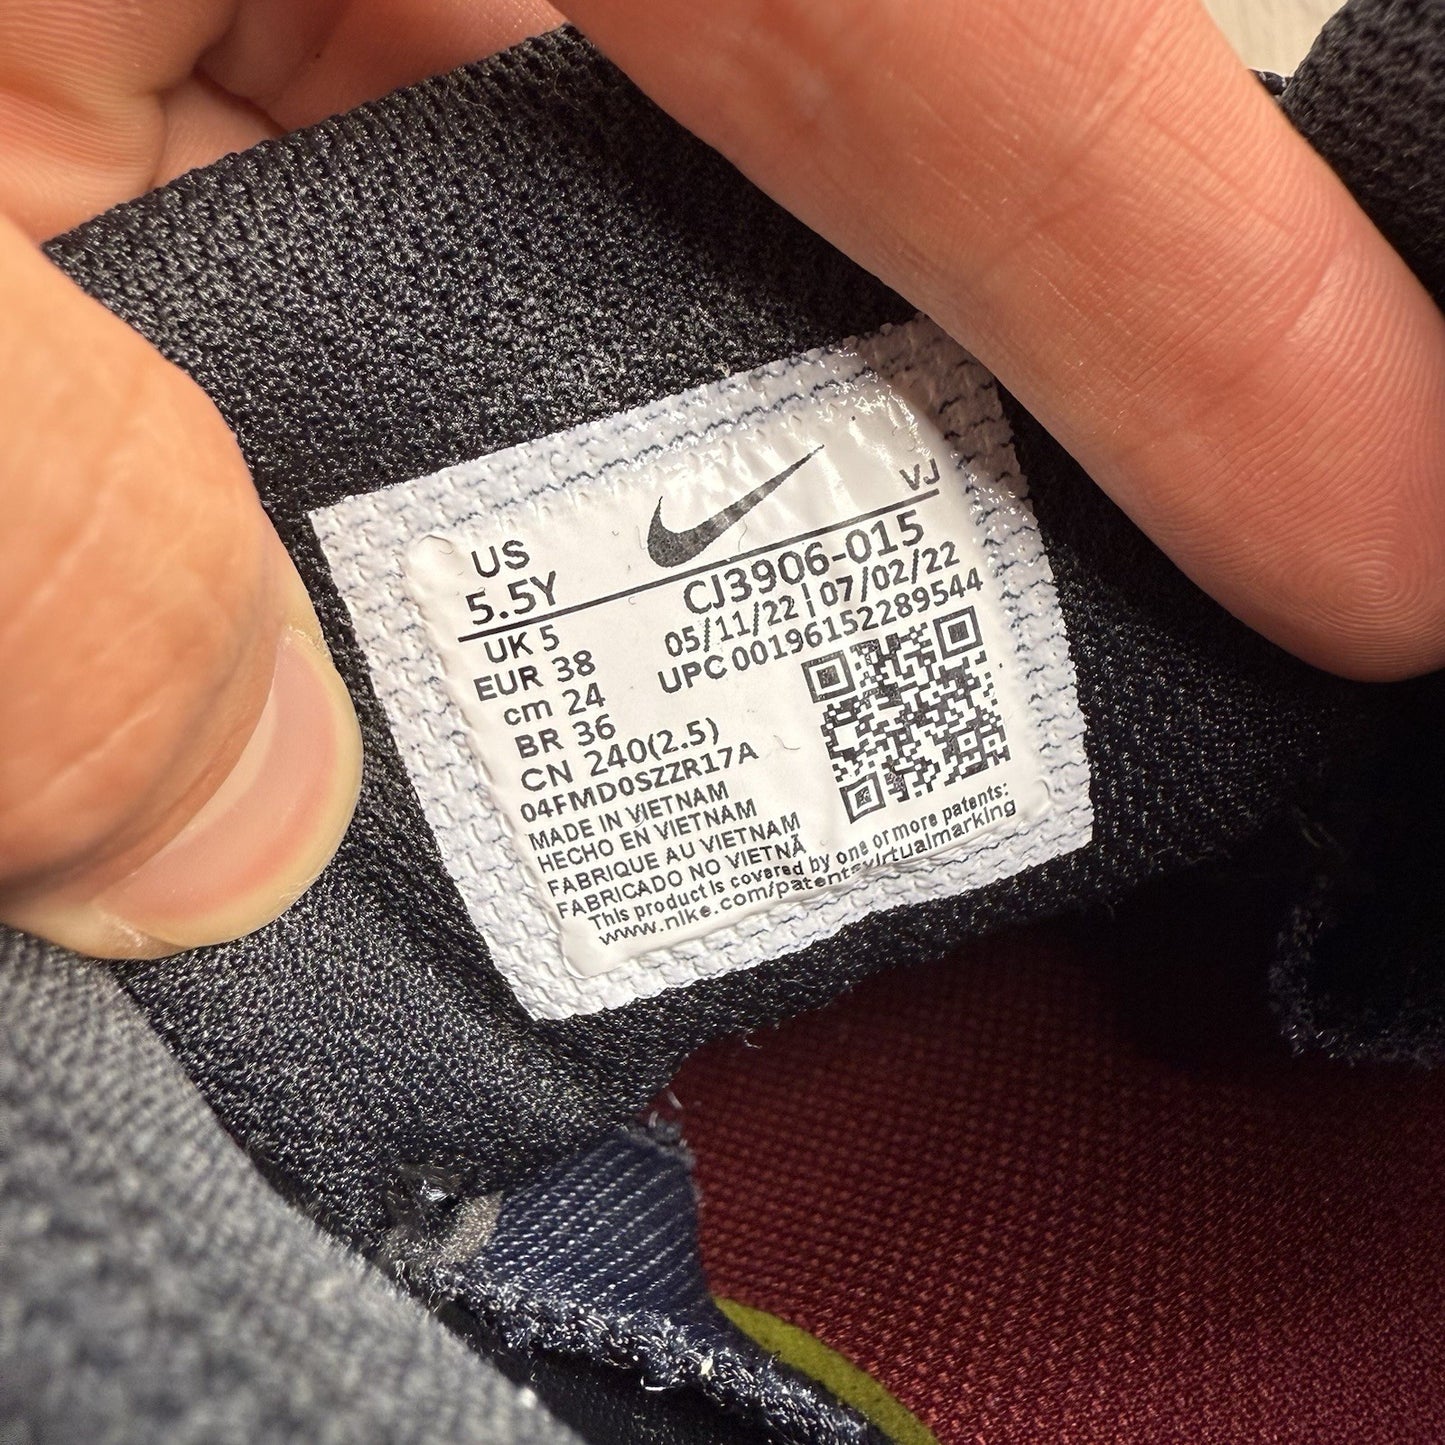 VJ
US
5.5Y
CJ3906-015
05/11/22 | 07/02/22
UPC 00196152289544
UK 5
EUR 38
cm 24
BR 36
CN 240(2.5)
04FMD0SZZR17A
MADE IN VIETNAM
HECHO EN VIETNAM
FABRIQUE AU VIETNAM
FABRICADO NO VIETNÃ
This product is covered by one or more patents:
www.nike.com/patentsvirtualmarking